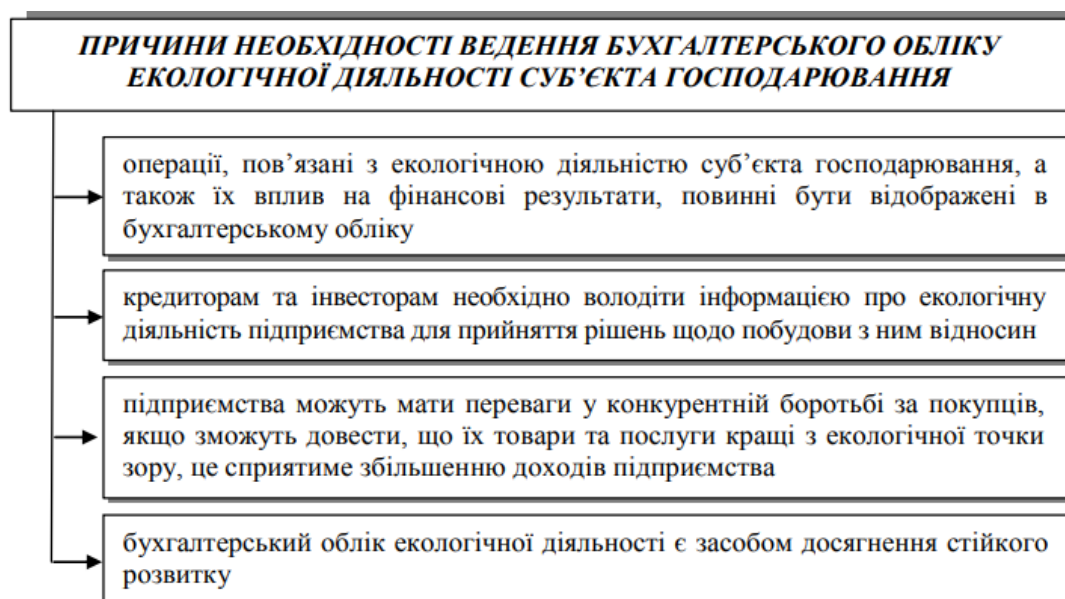 ПРИЧИНИ НЕОБХІДНОСТІ ВЕДЕННЯ БУХГАЛТЕРСЬКОГО ОБЛІКУ
ЕКОЛОГІЧНОЇ ДІЯЛЬНОСТІ СУБ’ЄКТА ГОСПОДАРЮВАННЯ
операції, пов’язані з екологічною діяльністю суб’єкта господарювання, а
також їх вплив на фінансові результати, повинні бути відображені в
бухгалтерському обліку
кредиторам та інвесторам необхідно володіти інформацією про екологічну
діяльність підприємства для прийняття рішень щодо побудови з ним відносин
підприємства можуть мати переваги у конкурентній боротьбі за покупців,
якщо зможуть довести, що їх товари та послуги кращі з екологічної точки
зору, це сприятиме збільшенню доходів підприємства
бухгалтерський облік екологічної діяльності є засобом досягнення стійкого
розвитку